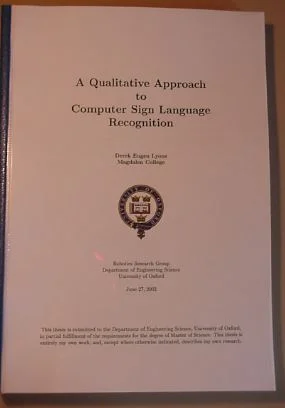 A Qualitative Approach
to
Computer Sign Language
Recognition
Derek Eugen Lyons
Magdalen College
Robotics Research Group
Department of Engineering Science
University of Oxford
June 27, 2002
This thesis is submitted to the Department of Engineering Science, University of Oxford,
in partial fulfillment of the requirements for the degree of Master of Science. This thesis is
entirely my own work, and, except where otherwise indicated, describes my own research.